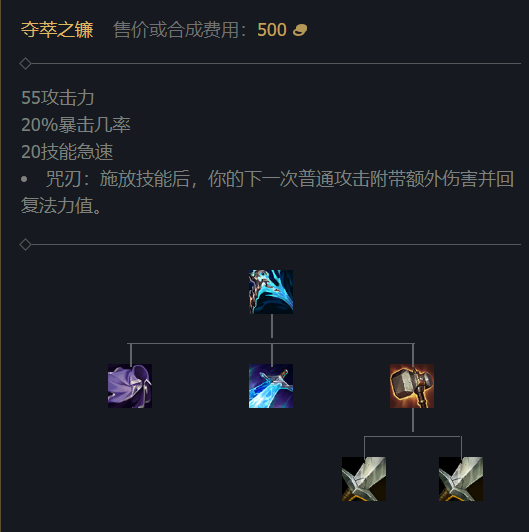 夺萃之镰 售价或合成费用：500
55攻击力
20%暴击几率
20技能急速
• 咒刃：施放技能后，你的下一次普通攻击附带额外伤害并回
复法力值。